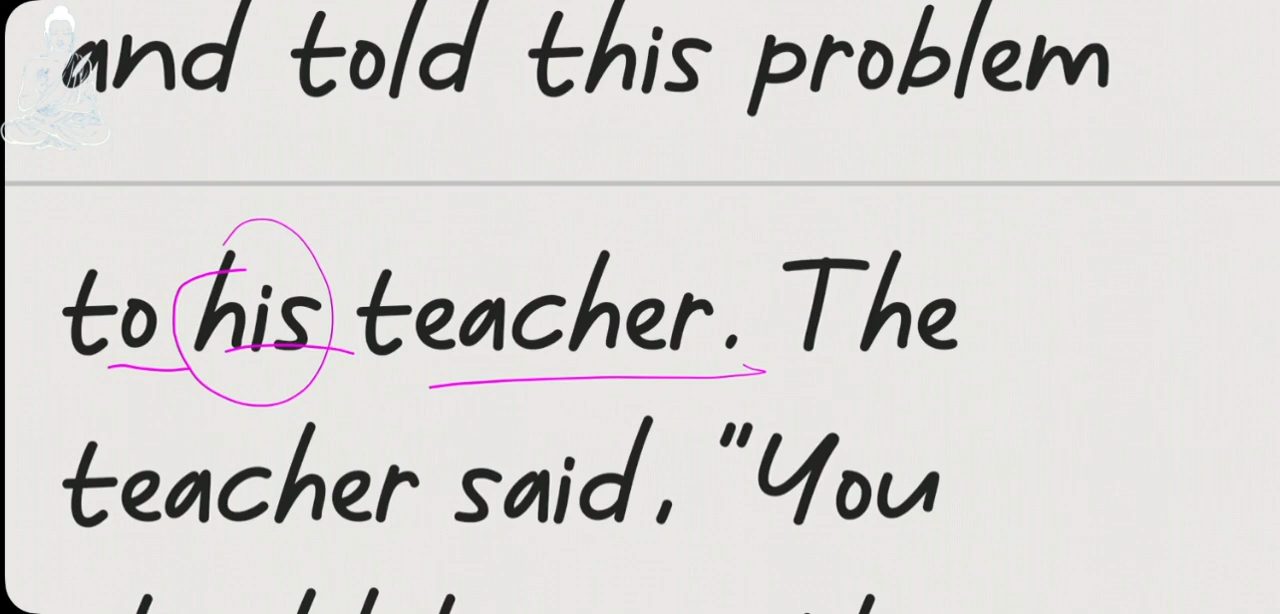 and told this problem
to his teacher. The
teacher said, "You